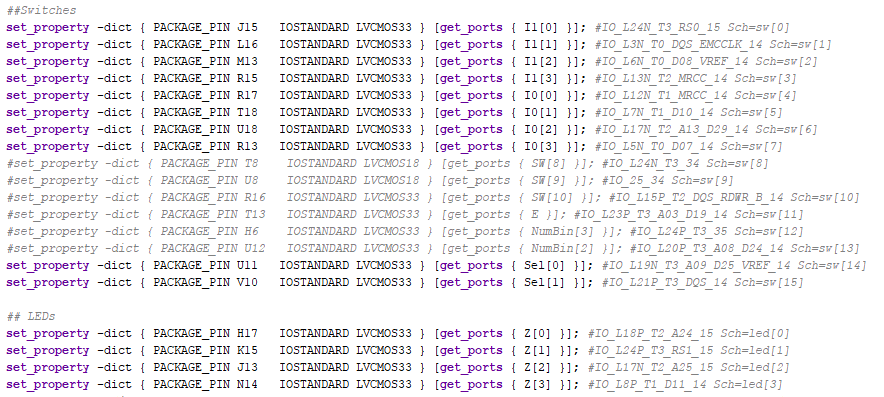 ##Switches
set_property -dict { PACKAGE_PIN J15   IOSTANDARD LVCMOS33 } [get_ports { I1[0] }]; #IO_L24N_T3_RS0_15 Sch=sw[0]
set_property -dict { PACKAGE_PIN L16   IOSTANDARD LVCMOS33 } [get_ports { I1[1] }]; #IO_L3N_T0_DQS_EMCCLK_14 Sch=sw[1]
set_property -dict { PACKAGE_PIN M13   IOSTANDARD LVCMOS33 } [get_ports { I1[2] }]; #IO_L6N_T0_D08_VREF_14 Sch=sw[2]
set_property -dict { PACKAGE_PIN R15   IOSTANDARD LVCMOS33 } [get_ports { I1[3] }]; #IO_L13N_T2_MRCC_14 Sch=sw[3]
set_property -dict { PACKAGE_PIN R17   IOSTANDARD LVCMOS33 } [get_ports { I0[0] }]; #IO_L12N_T1_MRCC_14 Sch=sw[4]
set_property -dict { PACKAGE_PIN T18   IOSTANDARD LVCMOS33 } [get_ports { I0[1] }]; #IO_L7N_T1_D10_14 Sch=sw[5]
set_property -dict { PACKAGE_PIN U18   IOSTANDARD LVCMOS33 } [get_ports { I0[2] }]; #IO_L17N_T2_A13_D29_14 Sch=sw[6]
set_property -dict { PACKAGE_PIN R13   IOSTANDARD LVCMOS33 } [get_ports { I0[3] }]; #IO_L5N_T0_D07_14 Sch=sw[7]
#set_property -dict { PACKAGE_PIN T8    IOSTANDARD LVCMOS18 } [get_ports { SW[8] }]; #IO_L24N_T3_34 Sch=sw[8]
#set_property -dict { PACKAGE_PIN U8    IOSTANDARD LVCMOS18 } [get_ports { SW[9] }]; #IO_25_34 Sch=sw[9]
#set_property -dict { PACKAGE_PIN R16   IOSTANDARD LVCMOS33 } [get_ports { SW[10] }]; #IO_L15P_T2_DQS_RDWR_B_14 Sch=sw[10]
#set_property -dict { PACKAGE_PIN T13   IOSTANDARD LVCMOS33 } [get_ports { E }]; #IO_L23P_T3_A03_D19_14 Sch=sw[11]
#set_property -dict { PACKAGE_PIN H6    IOSTANDARD LVCMOS33 } [get_ports { NumBin[3] }]; #IO_L24P_T3_35 Sch=sw[12]
#set_property -dict { PACKAGE_PIN U12   IOSTANDARD LVCMOS33 } [get_ports { NumBin[2] }]; #IO_L20P_T3_A08_D24_14 Sch=sw[13]
set_property -dict { PACKAGE_PIN U11   IOSTANDARD LVCMOS33 } [get_ports { Sel[0] }]; #IO_L19N_T3_A09_D25_VREF_14 Sch=sw[14]
set_property -dict { PACKAGE_PIN V10   IOSTANDARD LVCMOS33 } [get_ports { Sel[1] }]; #IO_L21P_T3_DQS_14 Sch=sw[15]
## LEDs
set_property -dict { PACKAGE_PIN H17   IOSTANDARD LVCMOS33 } [get_ports { Z[0] }]; #IO_L18P_T2_A24_15 Sch=led[0]
set_property -dict { PACKAGE_PIN K15   IOSTANDARD LVCMOS33 } [get_ports { Z[1] }]; #IO_L24P_T3_RS1_15 Sch=led[1]
set_property -dict { PACKAGE_PIN J13   IOSTANDARD LVCMOS33 } [get_ports { Z[2] }]; #IO_L17N_T2_A25_15 Sch=led[2]
set_property -dict { PACKAGE_PIN N14   IOSTANDARD LVCMOS33 } [get_ports { Z[3] }]; #IO_L8P_T1_D11_14 Sch=led[3]